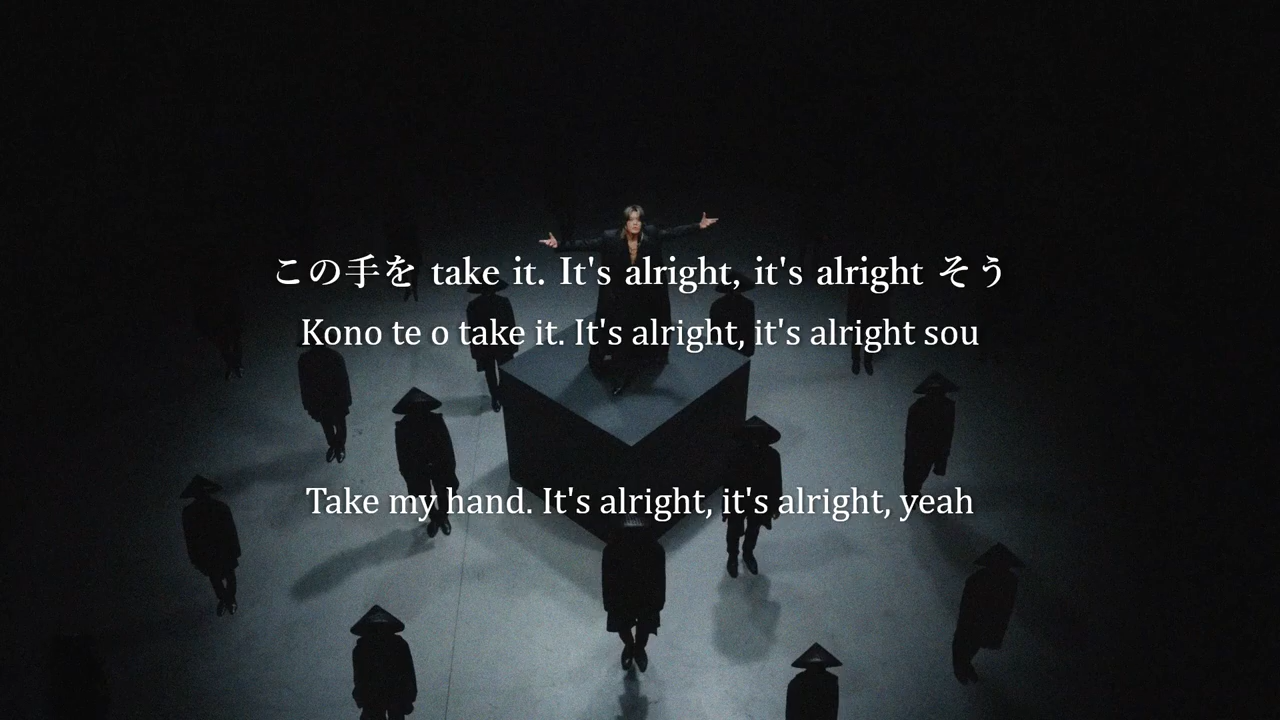 この手を take it. It's alright, it's alright そう
Kono te o take it. It's alright, it's alright sou
Take my hand. It's alright, it's alright, yeah